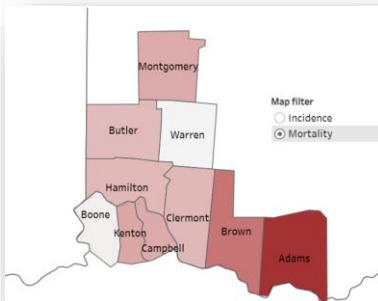 Montgomery
Map filter
Incidence
Mortality
Butler
Warren
Hamilton
Boone
Clermont
Kenton
Brown
Campbell
Adams